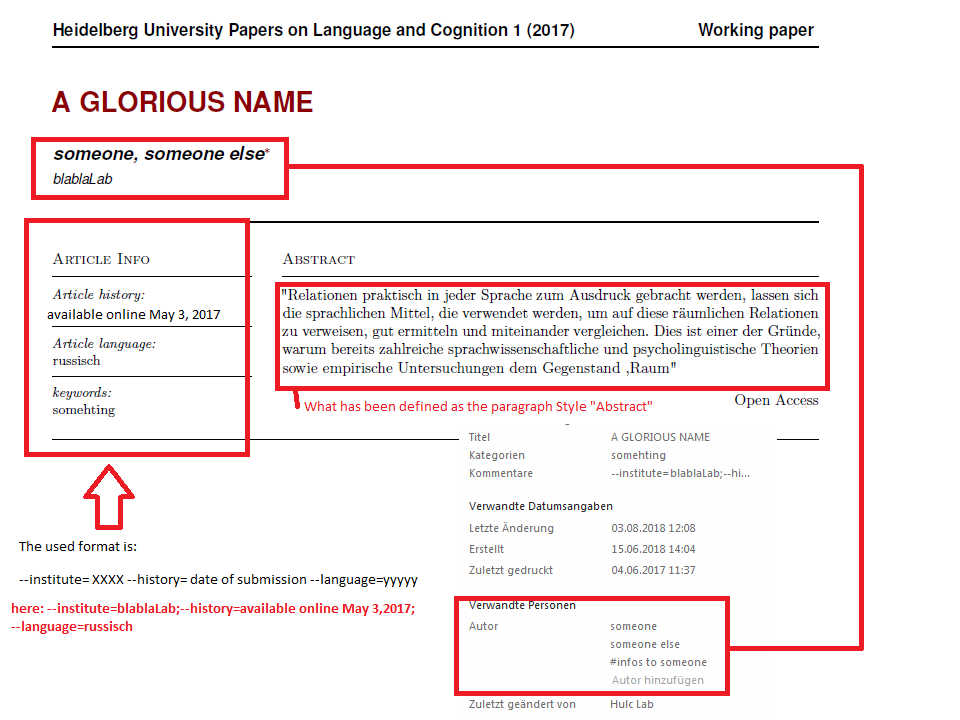 Heidelberg University Papers on Language and Cognition 1 (2017) Working paper
A GLORIOUS NAME
someone, someone else*
blablaLab
Article Info
Article history:
available online May 3, 2017
Article language:
russisch
keywords:
somehting
Abstract
"Relationen praktisch in jeder Sprache zum Ausdruck gebracht werden, lassen sich
die sprachlichen Mittel, die verwendet werden, um auf diese räumlichen Relationen
zu verweisen, gut ermitteln und miteinander vergleichen. Dies ist einer der Gründe,
warum bereits zahlreiche sprachwissenschaftliche und psycholinguistische Theorien
sowie empirische Untersuchungen dem Gegenstand ‚Raum"
What has been defined as the paragraph Style "Abstract"
Open Access
Titel A GLORIOUS NAME
Kategorien somehting
Kommentare --institute=blablaLab;--hi...
Verwandte Datumsangaben
Letzte Änderung 03.08.2018 12:08
Erstellt 15.06.2018 14:04
Zuletzt gedruckt 04.06.2017 11:37
Verwandte Personen
Autor someone
someone else
#infos to someone
Autor hinzufügen
Zuletzt geändert von Hulc Lab
The used format is:
--institute= XXXX --history= date of submission --language=yyyyy
here: --institute=blablaLab;--history=available online May 3,2017;
--language=russisch